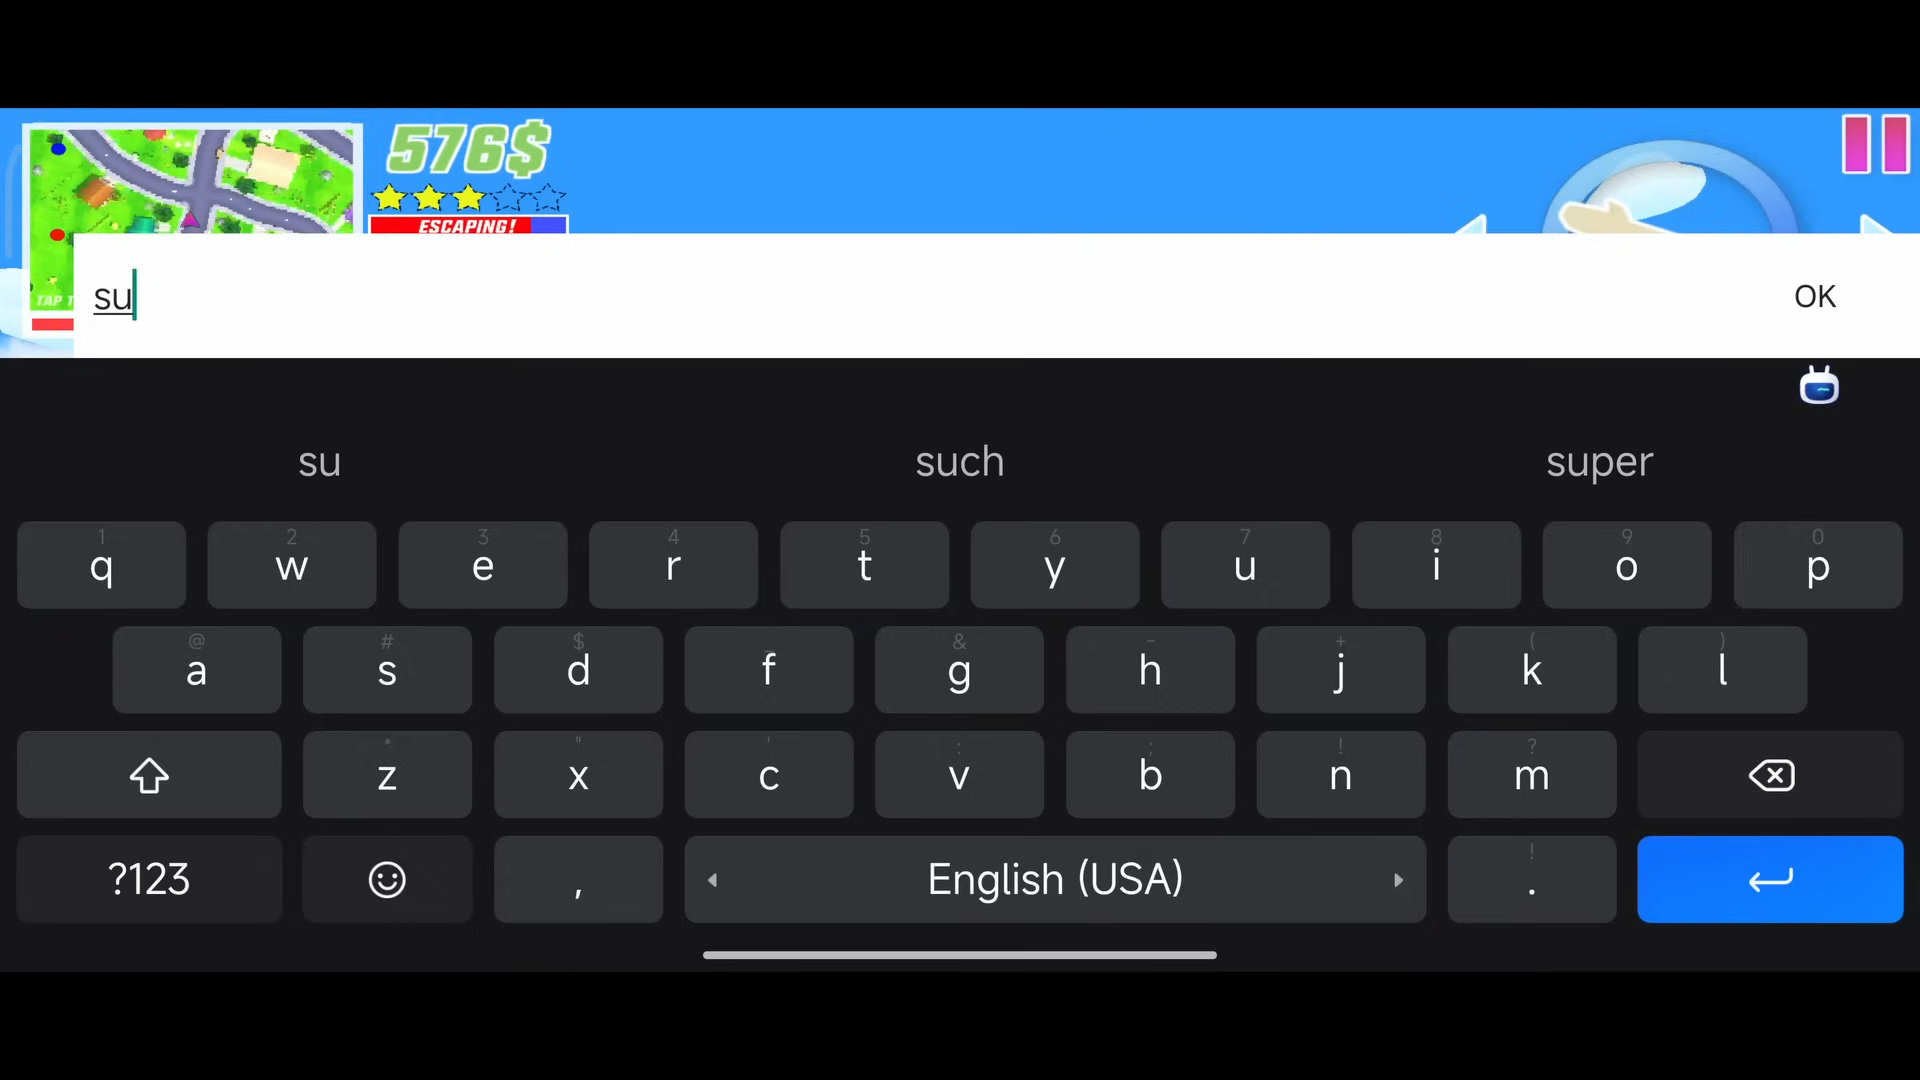 576$
ESCAPING!
TAP T
su
OK
su such super
1 2 3 4 5 6 7 8 9 0
q w e r t y u i o p
@ # $ _ & - + ( )
a s d f g h j k l
* " ' : ; ! ?
z x c v b n m
!
?123 , English (USA) .